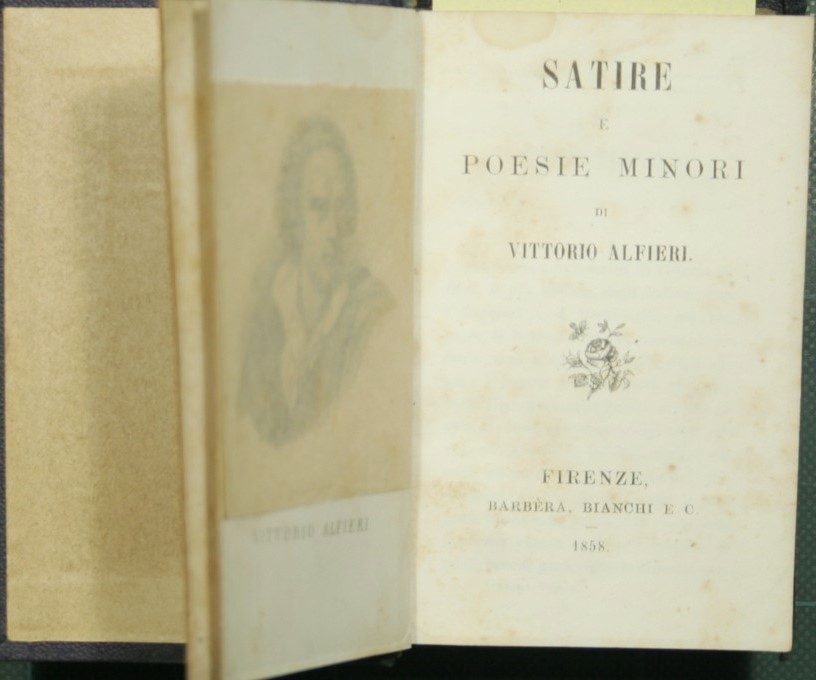 VITTORIO ALFIERI
SATIRE
E
POESIE MINORI
DI
VITTORIO ALFIERI.
FIRENZE,
BARBÈRA, BIANCHI E C.
1858.